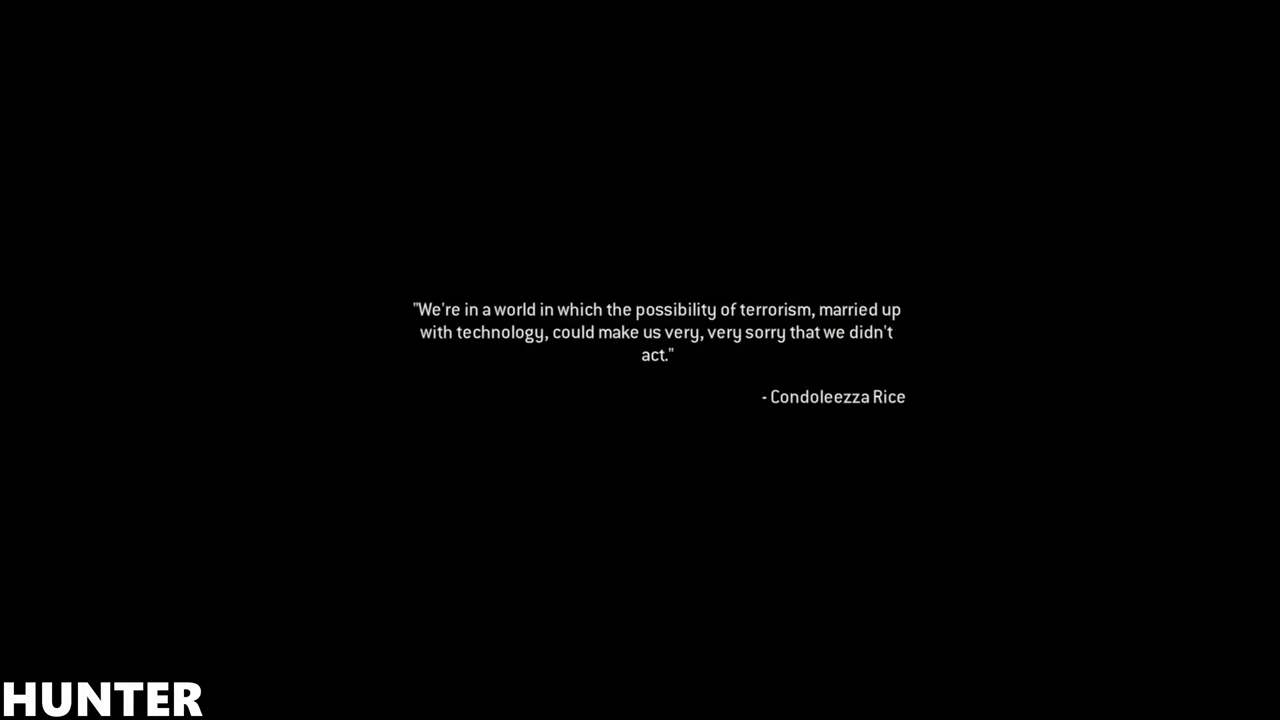 "We're in a world in which the possibility of terrorism, married up
with technology, could make us very, very sorry that we didn't
act."
- Condoleezza Rice
HUNTER